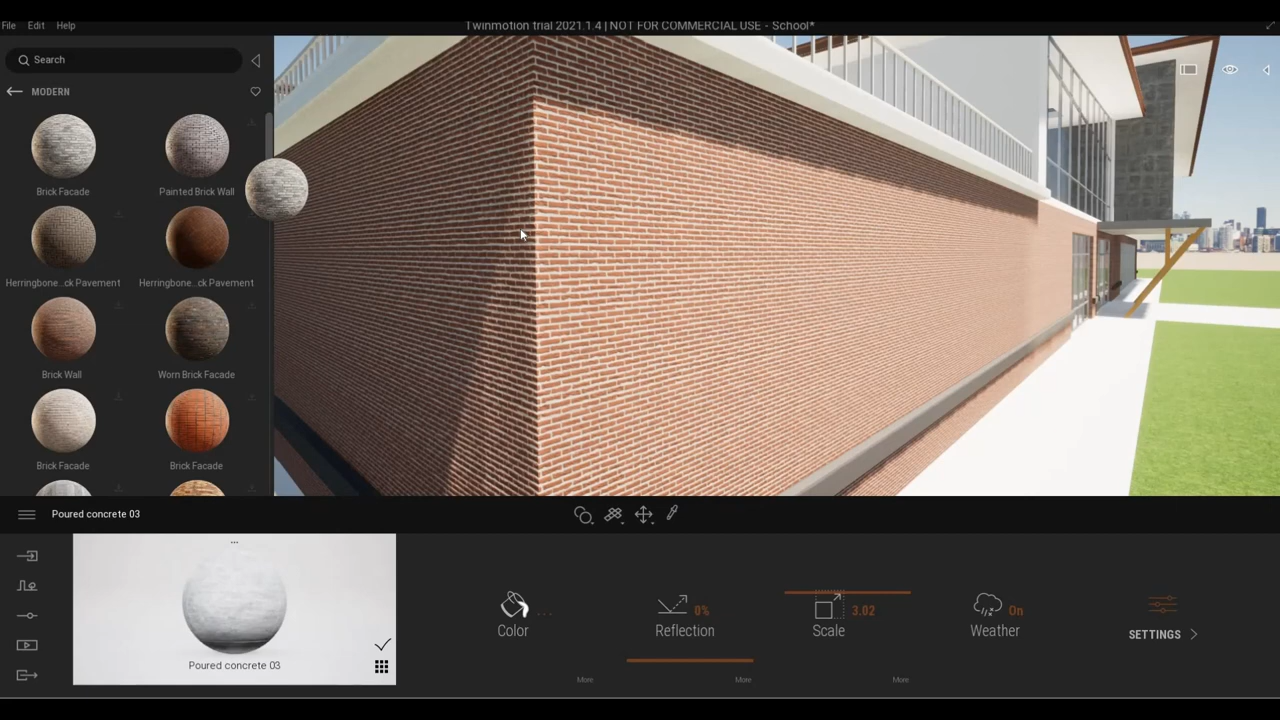 Twinmotion trial 2021.1.4 | NOT FOR COMMERCIAL USE - School*
File Edit Help
Search
MODERN
Brick Facade
Painted Brick Wall
Herringbone...ck Pavement
Herringbone...ck Pavement
Brick Wall
Worn Brick Facade
Brick Facade
Brick Facade
Poured concrete 03
...
Poured concrete 03
Color ...
Reflection 0%
Scale 3.02
Weather On
SETTINGS
More
More
More